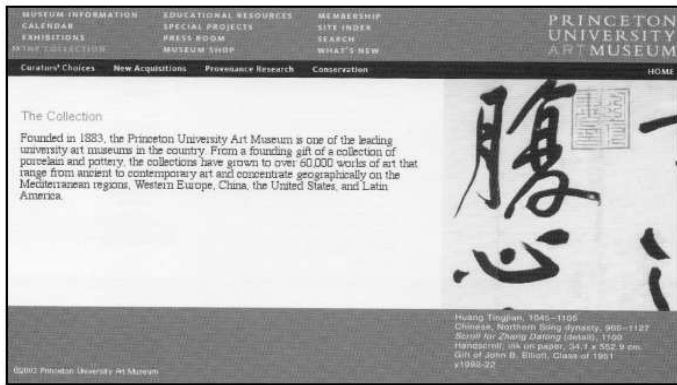 MUSEUM INFORMATION
CALENDAR
EXHIBITIONS
THE COLLECTION
EDUCATIONAL RESOURCES
SPECIAL PROJECTS
PRESS ROOM
MUSEUM SHOP
MEMBERSHIP
SITE INDEX
SEARCH
WHAT'S NEW
PRINCETON
UNIVERSITY
ART MUSEUM
Curators' Choices New Acquisitions Provenance Research Conservation HOME
The Collection
Founded in 1883, the Princeton University Art Museum is one of the leading
university art museums in the country. From a founding gift of a collection of
porcelain and pottery, the collections have grown to over 60,000 works of art that
range from ancient to contemporary art and concentrate geographically on the
Mediterranean regions, Western Europe, China, the United States, and Latin
America.
腹
心
Huang Tingjian, 1045–1105
Chinese, Northern Song dynasty, 960–1127
Scroll for Zhang Datong (detail), 1100
Handscroll; ink on paper, 34.1 x 552.9 cm.
Gift of John B. Elliott, Class of 1951
y1992-22
©2002 Princeton University Art Museum